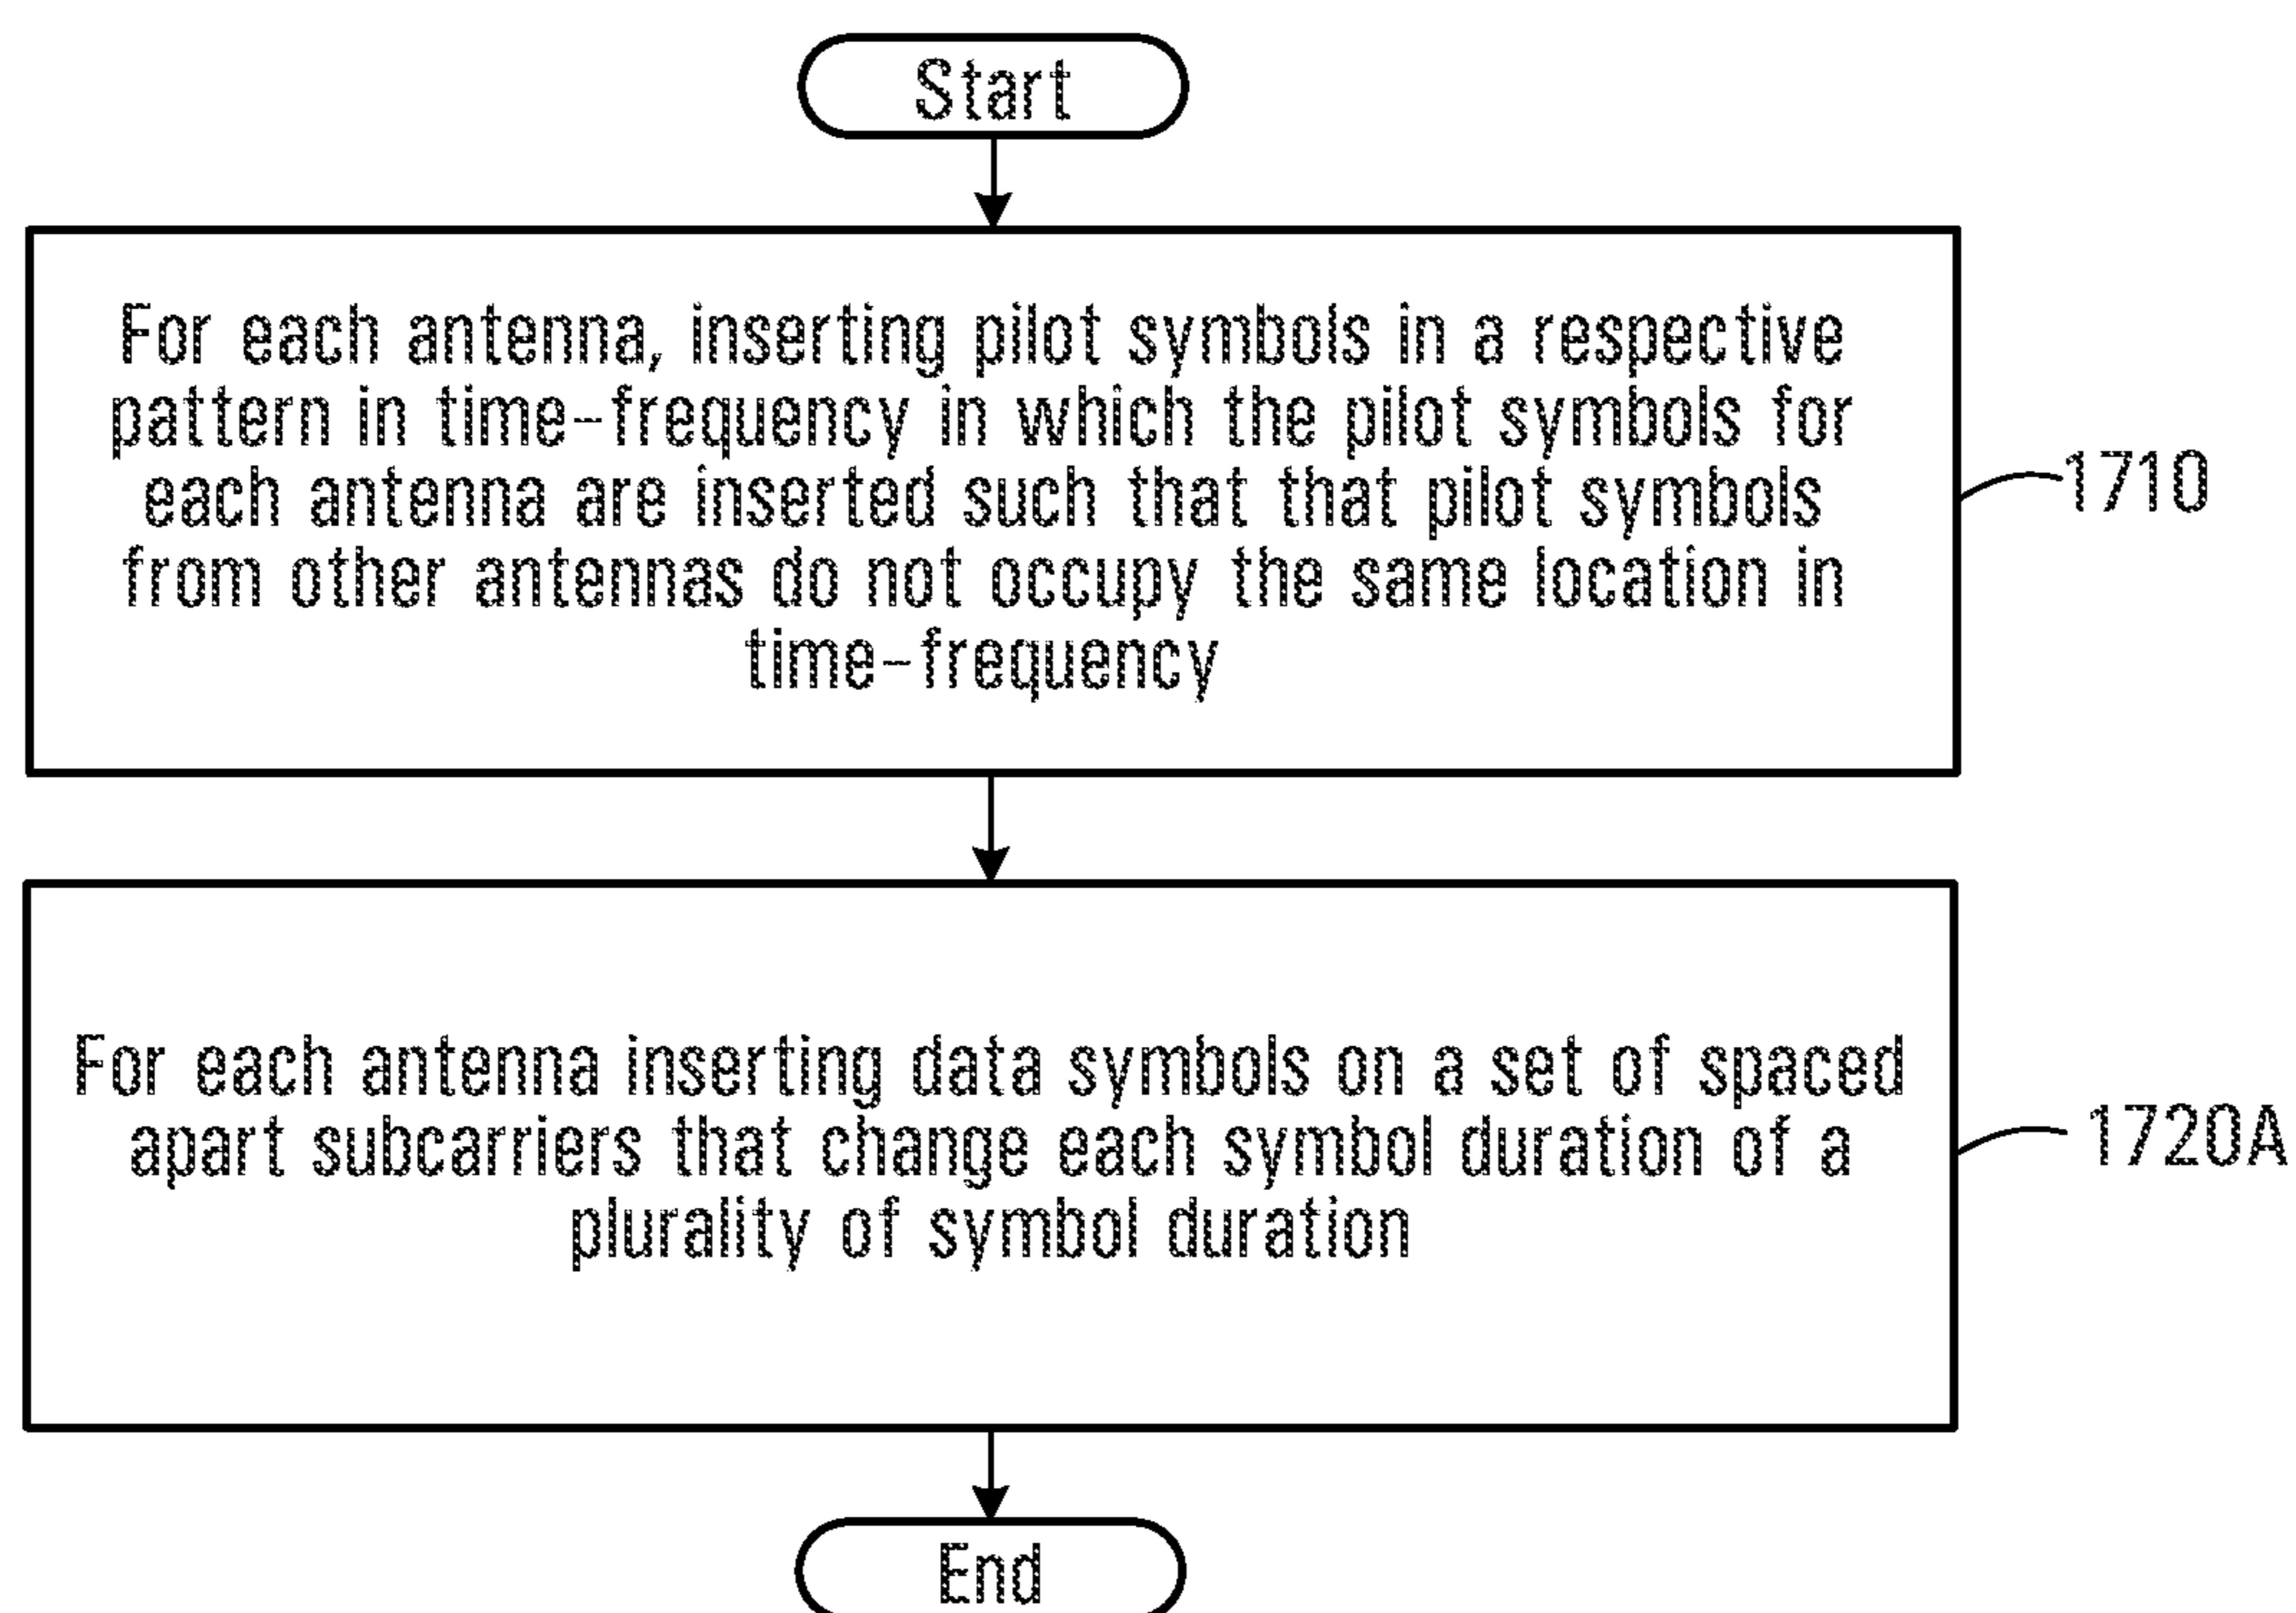 Start
For each antenna, inserting pilot symbols in a respective
pattern in time-frequency in which the pilot symbols for
each antenna are inserted such that that pilot symbols
from other antennas do not occupy the same location in
time-frequency
1710
For each antenna inserting data symbols on a set of spaced
apart subcarriers that change each symbol duration of a
plurality of symbol duration
1720A
End